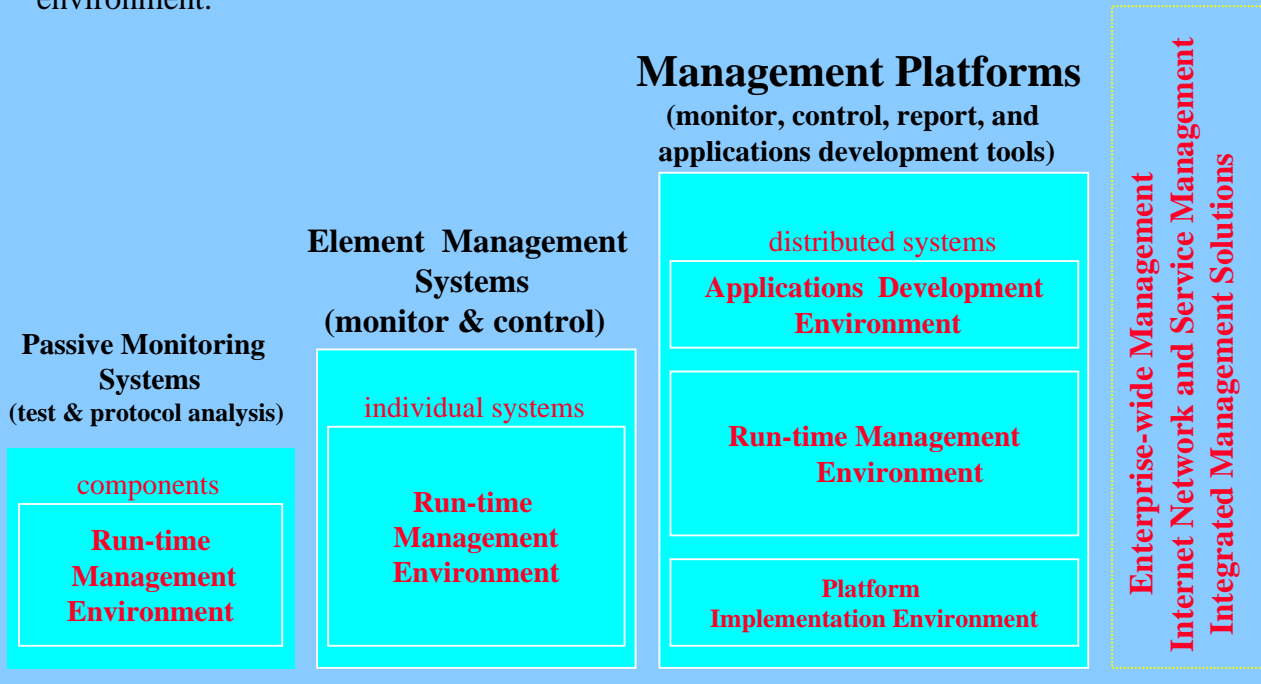 environment.
Management Platforms
(monitor, control, report, and
applications development tools)
distributed systems
Applications Development
Environment
Run-time Management
Environment
Platform
Implementation Environment
Element Management
Systems
(monitor & control)
individual systems
Run-time
Management
Environment
Passive Monitoring
Systems
(test & protocol analysis)
components
Run-time
Management
Environment
Enterprise-wide Management
Internet Network and Service Management
Integrated Management Solutions